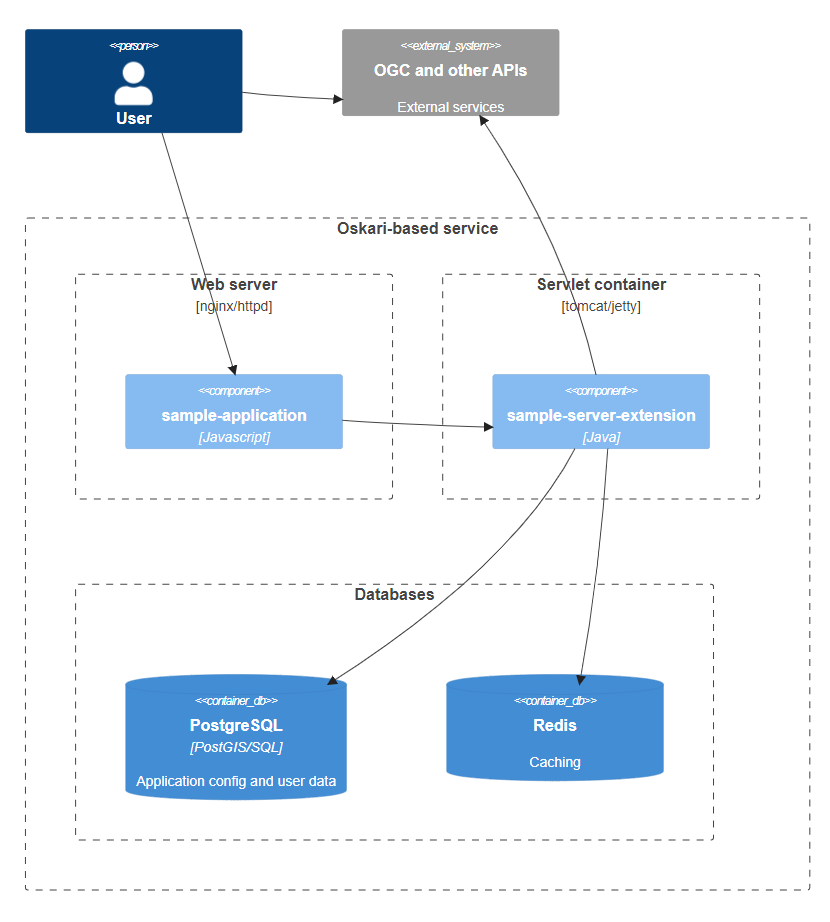 <<person>>
User
<<external_system>>
OGC and other APIs
External services
Oskari-based service
Web server
[nginx/httpd]
Servlet container
[tomcat/jetty]
<<component>>
sample-application
[Javascript]
<<component>>
sample-server-extension
[Java]
Databases
<<container_db>>
PostgreSQL
[PostGIS/SQL]
Application config and user data
<<container_db>>
Redis
Caching